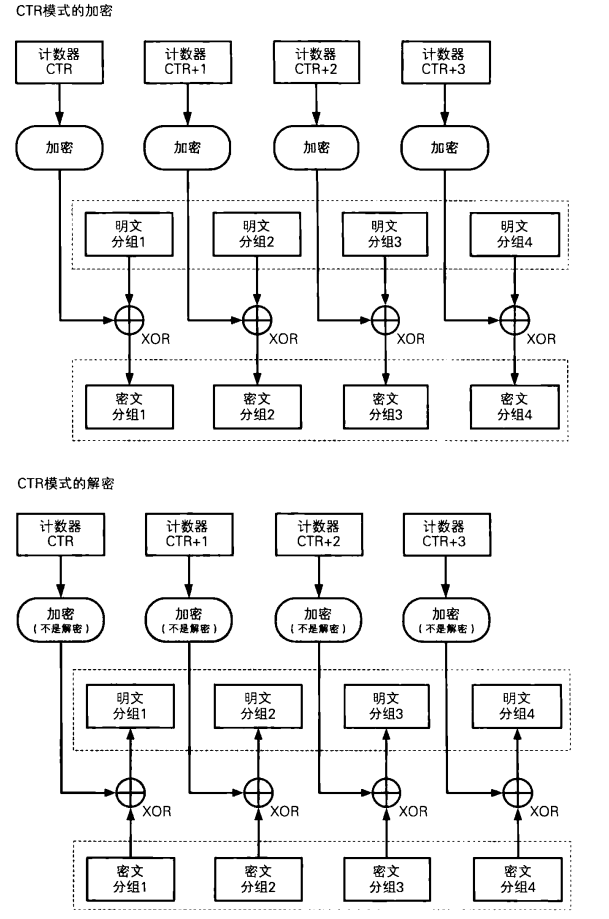 CTR模式的加密
计数器 计数器 计数器 计数器
CTR CTR+1 CTR+2 CTR+3
加密 加密 加密 加密
明文 明文 明文 明文
分组1 分组2 分组3 分组4
XOR XOR XOR XOR
密文 密文 密文 密文
分组1 分组2 分组3 分组4
CTR模式的解密
计数器 计数器 计数器 计数器
CTR CTR+1 CTR+2 CTR+3
加密 加密 加密 加密
(不是解密) (不是解密) (不是解密) (不是解密)
明文 明文 明文 明文
分组1 分组2 分组3 分组4
XOR XOR XOR XOR
密文 密文 密文 密文
分组1 分组2 分组3 分组4